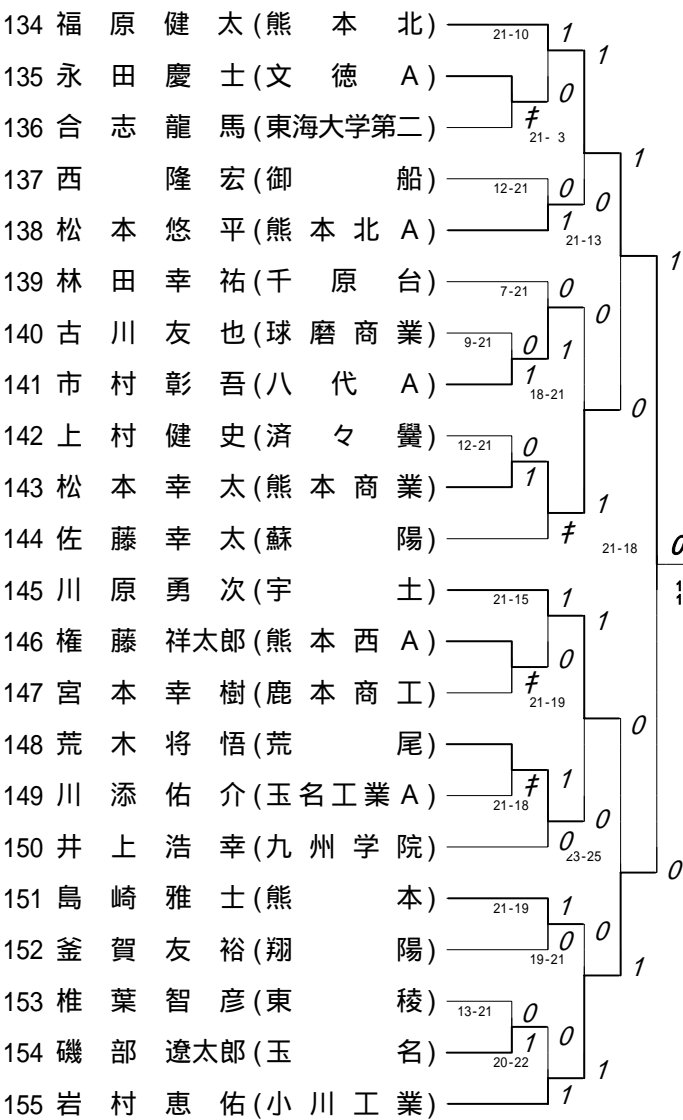 134 福原健太(熊本北) 21-10 1 1
135 永田慶士(文徳A) 0
136 合志龍馬(東海大学第二) 21-3 1
137 西隆宏(御船) 12-21 0 0
138 松本悠平(熊本北A) 1 21-13 1
139 林田幸祐(千原台) 7-21 0 0
140 古川友也(球磨商業) 9-21 0 1
141 市村彰吾(八代A) 1 18-21 0
142 上村健史(済々黌) 12-21 0
143 松本幸太(熊本商業) 1 1
144 佐藤幸太(蘇陽) 21-18 0
145 川原勇次(宇土) 21-15 1 1
146 権藤祥太郎(熊本西A) 0
147 宮本幸樹(鹿本商工) 21-19 0
148 荒木将悟(荒尾) 1
149 川添佑介(玉名工業A) 21-18 0
150 井上浩幸(九州学院) 0 23-25 0
151 島崎雅士(熊本) 21-19 1 0
152 釜賀友裕(翔陽) 0 19-21 1
153 椎葉智彦(東稜) 13-21 0 0
154 磯部遼太郎(玉名) 1 20-22 1
155 岩村恵佑(小川工業) 1